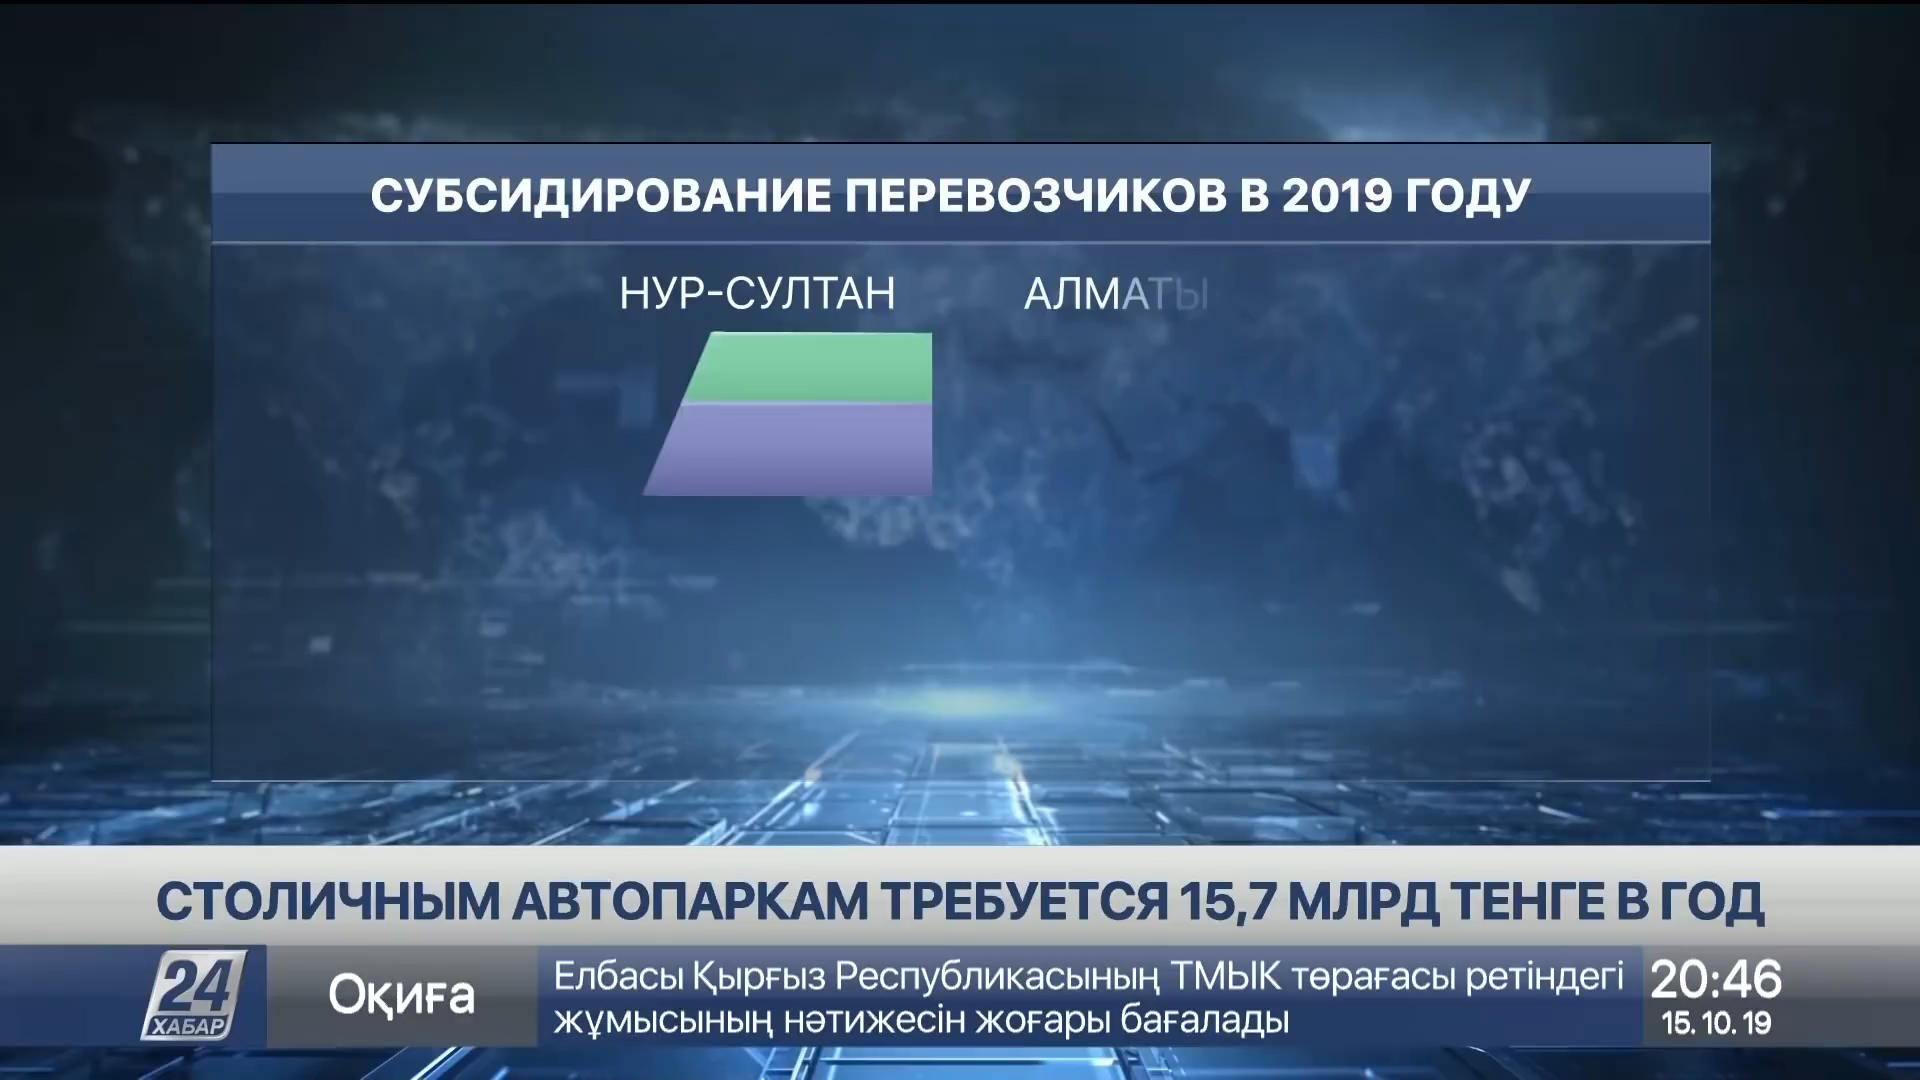 СУБСИДИРОВАНИЕ ПЕРЕВОЗЧИКОВ В 2019 ГОДУ
НУР-СУЛТАН АЛМАТЫ
СТОЛИЧНЫМ АВТОПАРКАМ ТРЕБУЕТСЯ 15,7 МЛРД ТЕНГЕ В ГОД
24
ХАБАР
Оқиға
Елбасы Қырғыз Республикасының ТМЫК төрағасы ретіндегі
жұмысының нәтижесін жоғары бағалады
20:46
15.10.19